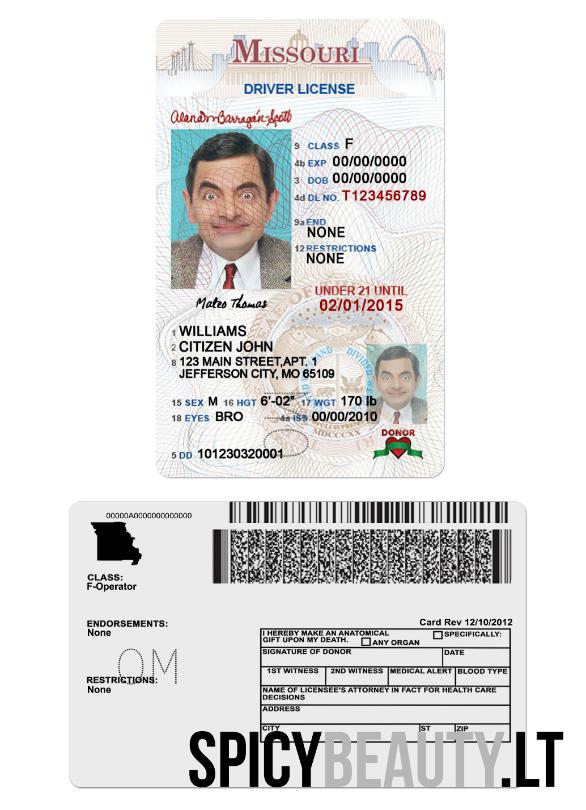 MISSOURI
DRIVER LICENSE
Alandr Barragán-Scott
9 CLASS F
4b EXP 00/00/0000
3 DOB 00/00/0000
4d DL NO. T123456789
9a END
NONE
12 RESTRICTIONS
NONE
Mateo Thomas
UNDER 21 UNTIL
02/01/2015
1 WILLIAMS
2 CITIZEN JOHN
8 123 MAIN STREET,APT. 1
JEFFERSON CITY, MO 65109
15 SEX M 16 HGT 6'-02" 17 WGT 170 lb
18 EYES BRO 4a ISS 00/00/2010
MDCCCXX
DONOR
5 DD 101230320001
00000A0000000000000
CLASS:
F-Operator
ENDORSEMENTS:
None
OM
RESTRICTIONS:
None
Card Rev 12/10/2012
I HEREBY MAKE AN ANATOMICAL
GIFT UPON MY DEATH. ANY ORGAN SPECIFICALLY:
SIGNATURE OF DONOR DATE
1ST WITNESS 2ND WITNESS MEDICAL ALERT BLOOD TYPE
NAME OF LICENSEE'S ATTORNEY IN FACT FOR HEALTH CARE
DECISIONS
ADDRESS
CITY ST ZIP
SPICYBEAUTY.LT